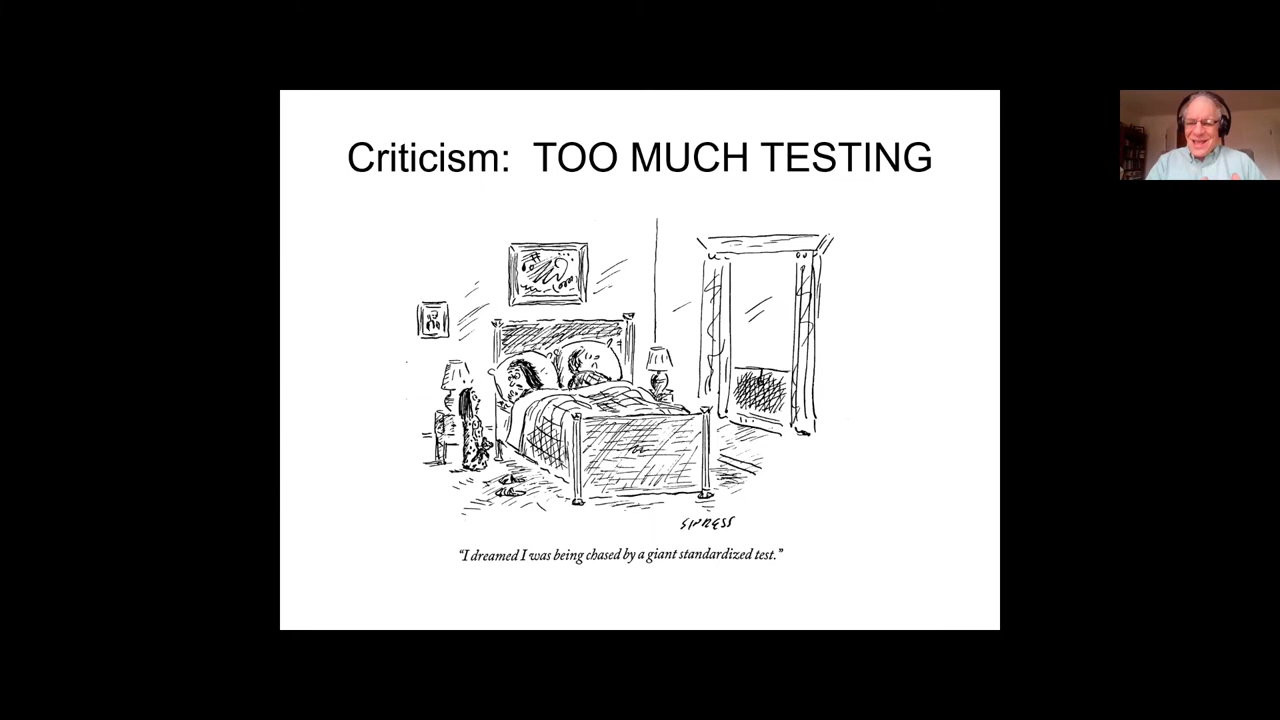 Criticism: TOO MUCH TESTING
SIPRESS
“I dreamed I was being chased by a giant standardized test.”